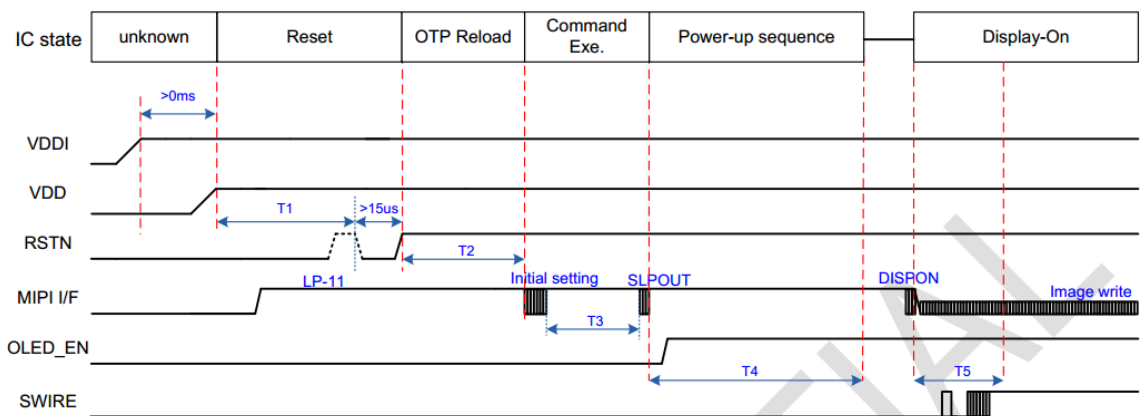 IC state
unknown
Reset
OTP Reload
Command
Exe.
Power-up sequence
Display-On
>0ms
VDDI
VDD
T1
>15us
RSTN
T2
LP-11
Initial setting
SLPOUT
DISPON
Image write
MIPI I/F
T3
OLED_EN
T4
T5
SWIRE